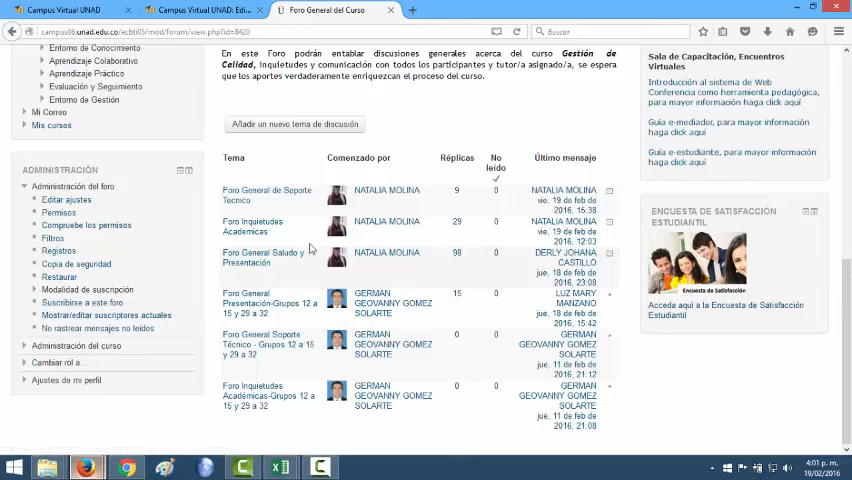 Campus Virtual UNAD
Campus Virtual UNAD: Edi...
Foro General del Curso
campus06.unad.edu.co/ecbti06/mod/forum/view.php?id=8420
Buscar
Entorno de Conocimiento
Aprendizaje Colaborativo
Aprendizaje Práctico
Evaluación y Seguimiento
Entorno de Gestión
Mi Correo
Mis cursos
ADMINISTRACIÓN
Administración del foro
Editar ajustes
Permisos
Compruebe los permisos
Filtros
Registros
Copia de seguridad
Restaurar
Modalidad de suscripción
Suscribirse a este foro
Mostrar/editar suscriptores actuales
No rastrear mensajes no leídos
Administración del curso
Cambiar rol a...
Ajustes de mi perfil
En este Foro podrán entablar discusiones generales acerca del curso Gestión de
Calidad, inquietudes y comunicación con todos los participantes y tutor/a asignado/a, se espera
que los aportes verdaderamente enriquezcan el proceso del curso.
Añadir un nuevo tema de discusión
Tema Comenzado por Réplicas No Último mensaje
leído
Foro General de Soporte NATALIA MOLINA 9 0 NATALIA MOLINA
Tecnico vie, 19 de feb de
2016, 15:38
Foro Inquietudes NATALIA MOLINA 29 0 NATALIA MOLINA
Academicas vie, 19 de feb de
2016, 12:03
Foro General Saludo y NATALIA MOLINA 98 0 DERLY JOHANA
Presentación CASTILLO
jue, 18 de feb de
2016, 23:08
Foro General GERMAN 15 0 LUZ MARY
Presentación-Grupos 12 a GEOVANNY GOMEZ MANZANO
15 y 29 a 32 SOLARTE jue, 18 de feb de
2016, 15:42
Foro General Soporte GERMAN 0 0 GERMAN
Técnico - Grupos 12 a 15 GEOVANNY GOMEZ GEOVANNY GOMEZ
y 29 a 32 SOLARTE SOLARTE
jue, 11 de feb de
2016, 21:12
Foro Inquietudes GERMAN 0 0 GERMAN
Académicas-Grupos 12 a GEOVANNY GOMEZ GEOVANNY GOMEZ
15 y 29 a 32 SOLARTE SOLARTE
jue, 11 de feb de
2016, 21:08
Sala de Capacitación, Encuentros
Virtuales
Introducción al sistema de Web
Conferencia como herramienta pedagógica,
para mayor información haga click aquí
Guía e-mediador, para mayor información
haga click aquí
Guía e-estudiante, para mayor información
haga click aquí
ENCUESTA DE SATISFACCIÓN
ESTUDIANTIL
Encuesta de Satisfacción
Acceda aquí a la Encuesta de Satisfacción
Estudiantil
4:01 p. m.
19/02/2016